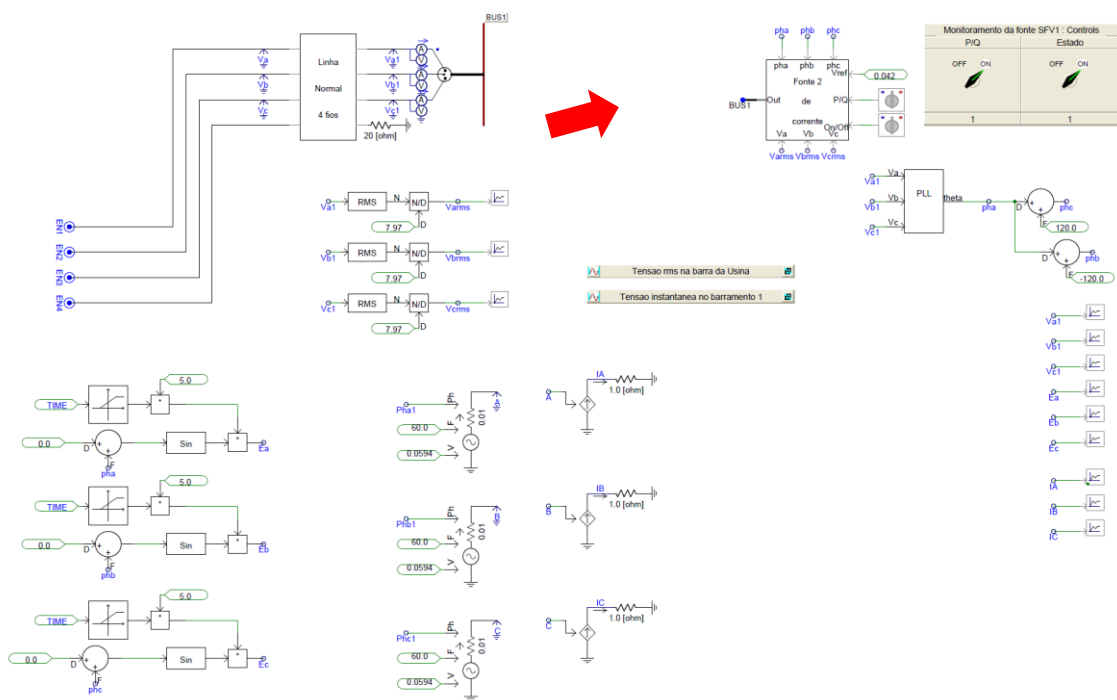 BUS1
Va
Vb
Vc
Linha
Normal
4 fios
Va1
Vb1
Vc1
A
V
A
V
A
V
20 [ohm]
EN1
EN2
EN3
EN4
Va1
RMS
N
N/D
D
7.97
Varms
Vb1
RMS
N
N/D
D
7.97
Vbrms
Vc1
RMS
N
N/D
D
7.97
Vcrms
pha
phb
phc
pha phb phc
Vref
0.042
Fonte 2
de
corrente
BUS1
Out
P/Q
On/Off
Va Vb Vc
Varms Vbrms Vcrms
Monitoramento da fonte SFV1 : Controls
P/Q Estado
OFF ON OFF ON
1 1
Va1
Va
Vb1
Vb
Vc1
Vc
PLL
theta
pha
D
+
+
F
phc
120.0
D
+
+
F
phb
-120.0
Tensao rms na barra da Usina
Tensao instantanea no barramento 1
Va1
Vb1
Vc1
Ea
Eb
Ec
IA
IB
IC
TIME
5.0
*
0.0
D
+
+
F
pha
Sin
*
Ea
TIME
5.0
*
0.0
D
+
+
F
phb
Sin
*
Eb
TIME
5.0
*
0.0
D
+
+
F
phc
Sin
*
Ec
Pha1
Ph
60.0
F
0.0594
V
0.01
A
A
IA
1.0 [ohm]
Phb1
Ph
60.0
F
0.0594
V
0.01
B
B
IB
1.0 [ohm]
Phc1
Ph
60.0
F
0.0594
V
0.01
C
C
IC
1.0 [ohm]